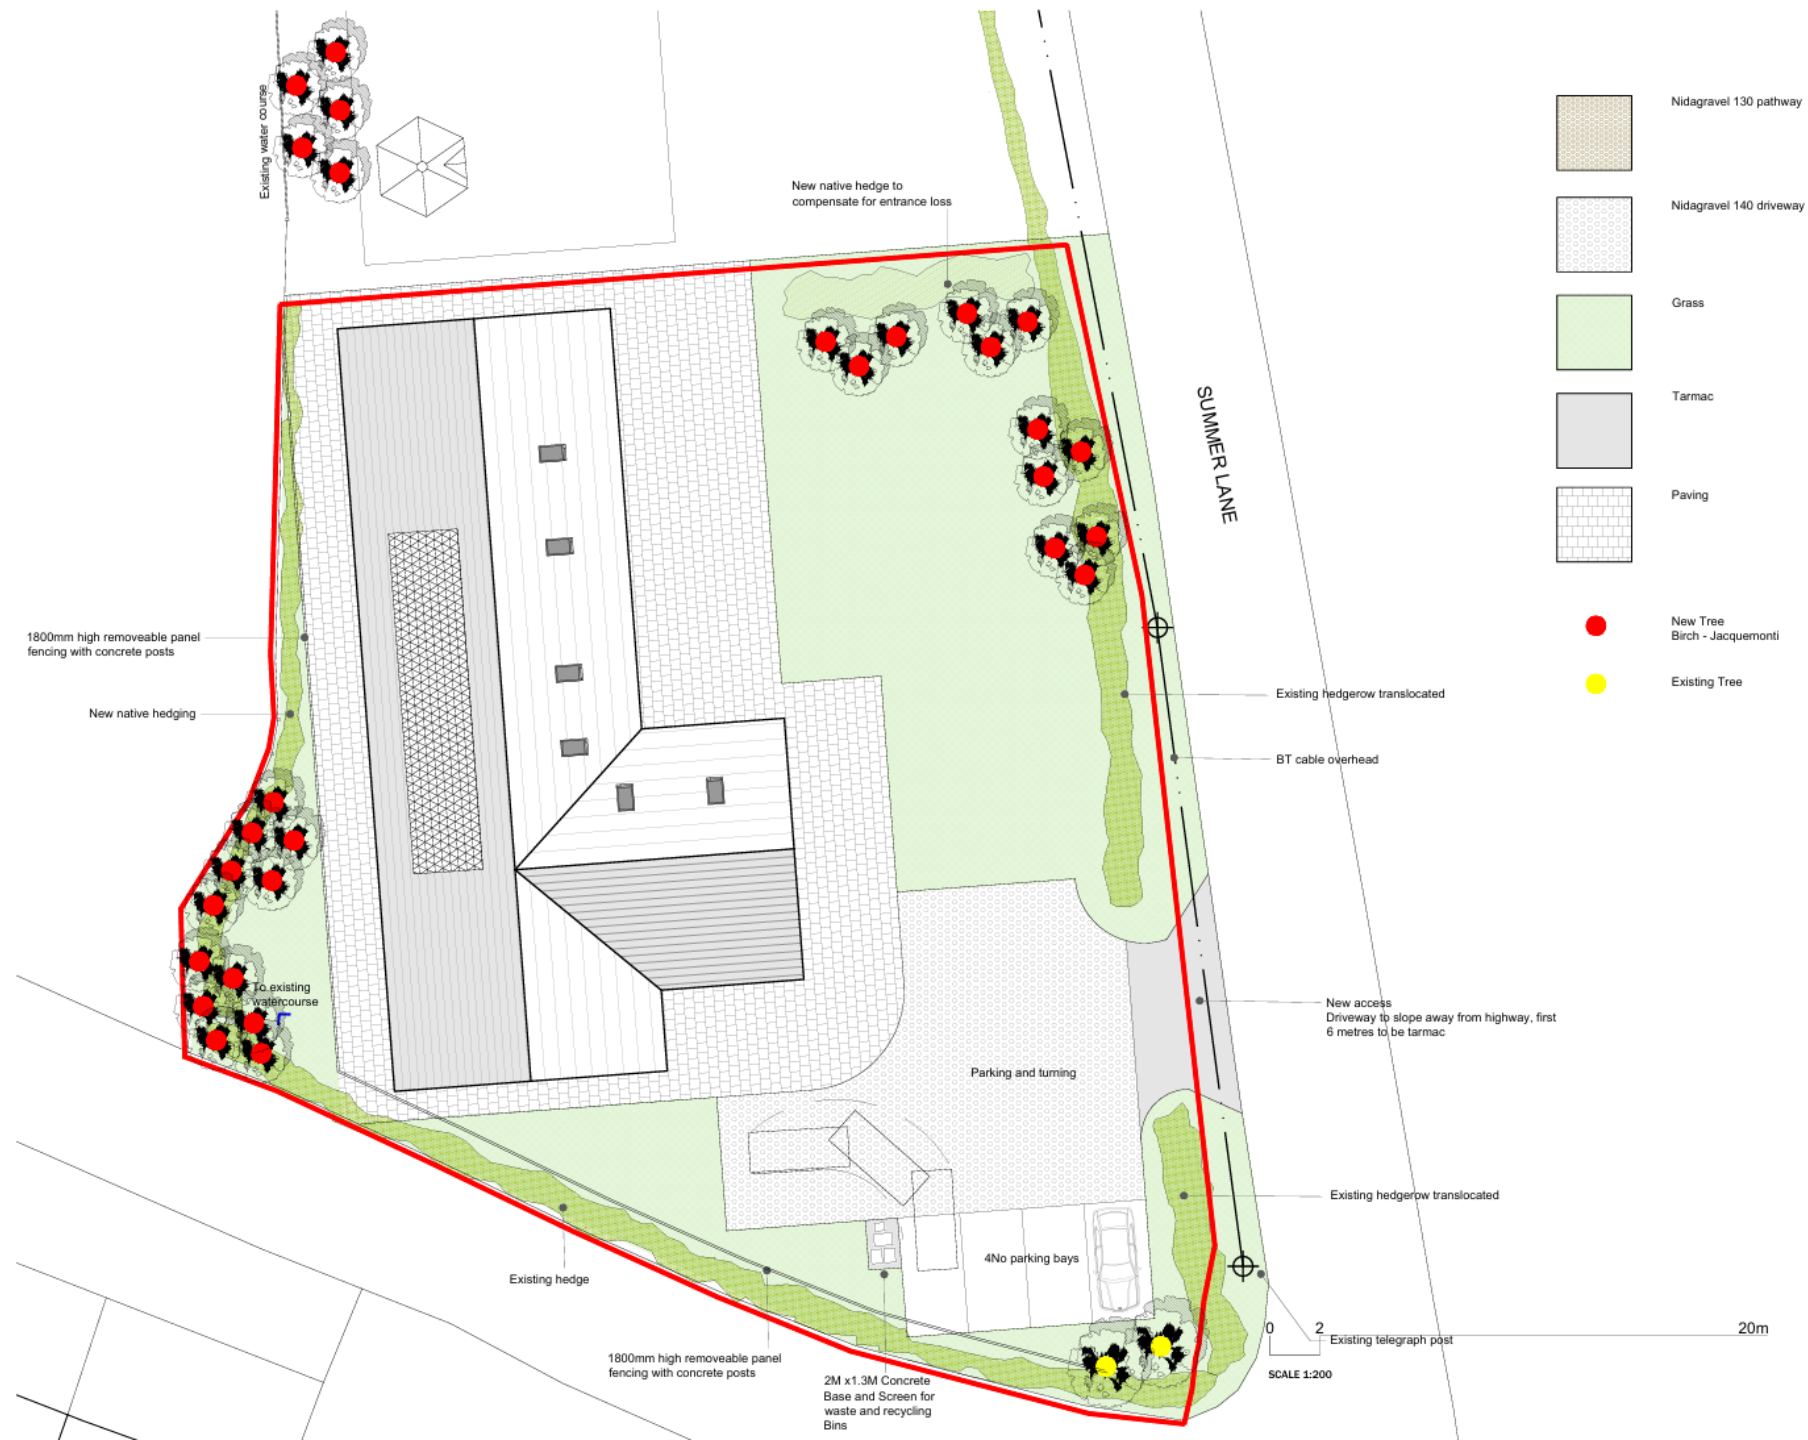 Existing water course
New native hedge to
compensate for entrance loss
SUMMER LANE
Nidagravel 130 pathway
Nidagravel 140 driveway
Grass
Tarmac
Paving
New Tree
Birch - Jacquemonti
Existing Tree
1800mm high removeable panel
fencing with concrete posts
New native hedging
Existing hedgerow translocated
BT cable overhead
To existing
watercourse
New access
Driveway to slope away from highway, first
6 metres to be tarmac
Parking and turning
Existing hedgerow translocated
4No parking bays
Existing hedge
0 2 20m
Existing telegraph post
SCALE 1:200
1800mm high removeable panel
fencing with concrete posts
2M x1.3M Concrete
Base and Screen for
waste and recycling
Bins